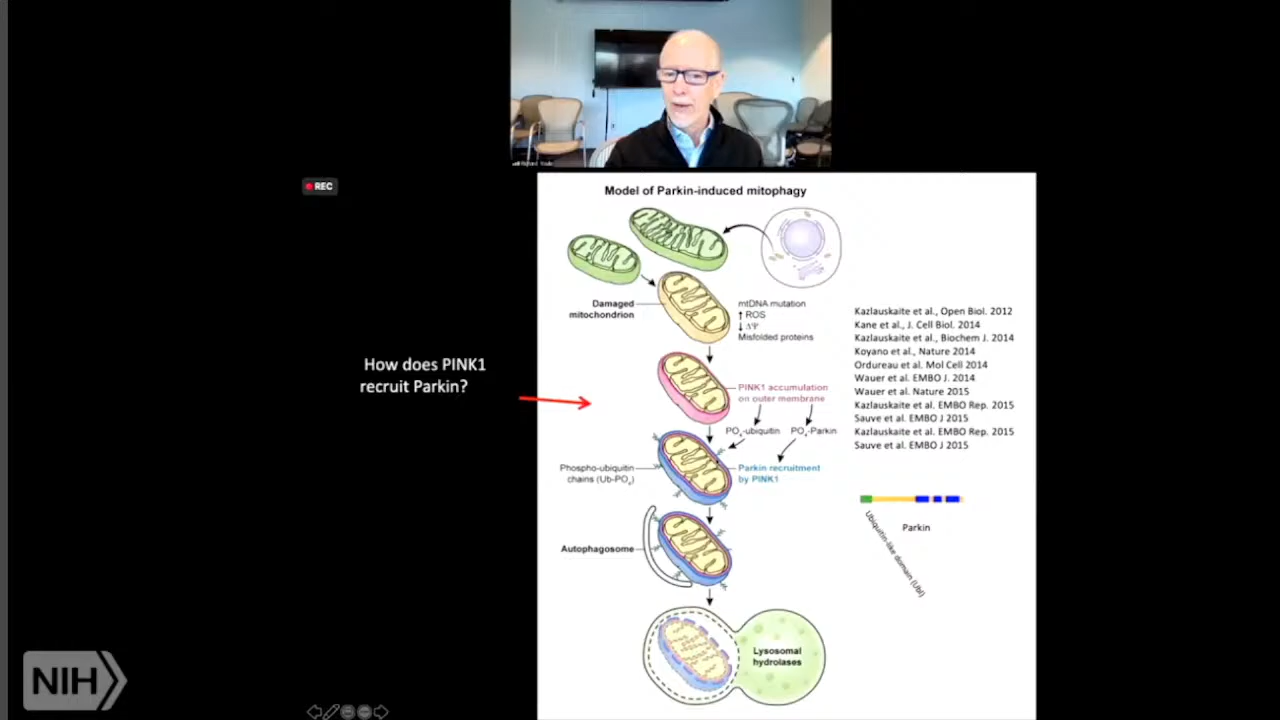 REC
Model of Parkin-induced mitophagy
Damaged
mitochondrion
mtDNA mutation
↑ ROS
↓ ΔΨ
Misfolded proteins
Kazlauskaite et al., Open Biol. 2012
Kane et al., J. Cell Biol. 2014
Kazlauskaite et al., Biochem J. 2014
Koyano et al., Nature 2014
Ordureau et al. Mol Cell 2014
Wauer et al. EMBO J. 2014
Wauer et al. Nature 2015
Kazlauskaite et al. EMBO Rep. 2015
Sauve et al. EMBO J 2015
Kazlauskaite et al. EMBO Rep. 2015
Sauve et al. EMBO J 2015
How does PINK1
recruit Parkin?
PINK1 accumulation
on outer membrane
PO₄-ubiquitin
PO₄-Parkin
Phospho-ubiquitin
chains (Ub-PO₄)
Parkin recruitment
by PINK1
Parkin
Ubiquitin-like domain (Ubl)
Autophagosome
Lysosomal
hydrolases
NIH